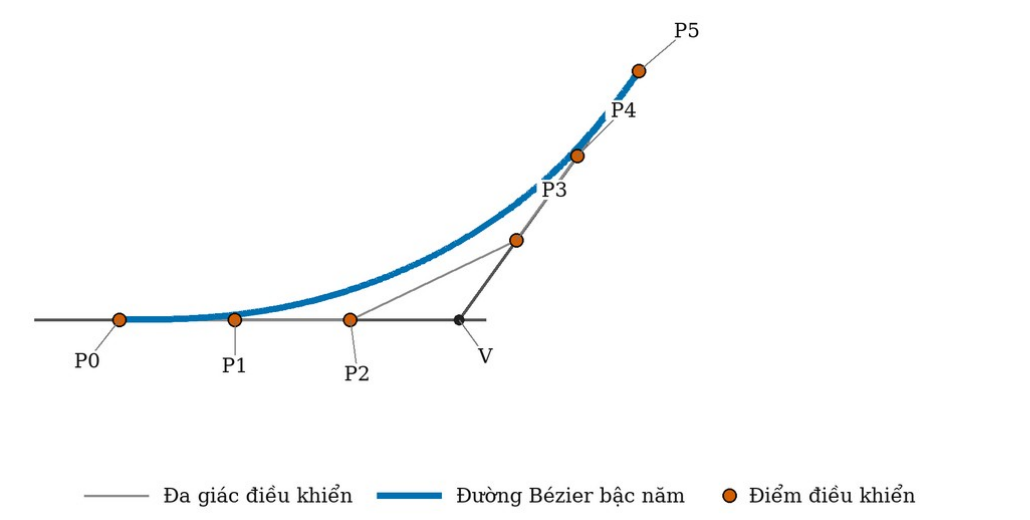 P5
P4
P3
P0
P1
P2
V
Đa giác điều khiển
Đường Bézier bậc năm
Điểm điều khiển